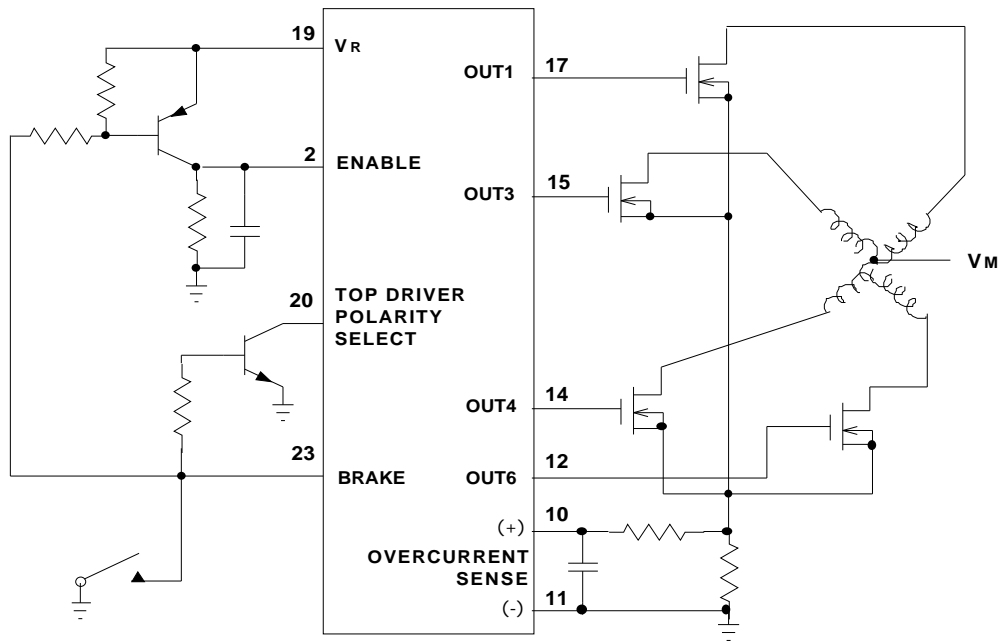 19
VR
OUT1
17
2
ENABLE
OUT3
15
VM
20
TOP DRIVER
POLARITY
SELECT
OUT4
14
23
BRAKE
OUT6
12
(+)
10
OVERCURRENT
SENSE
(-)
11